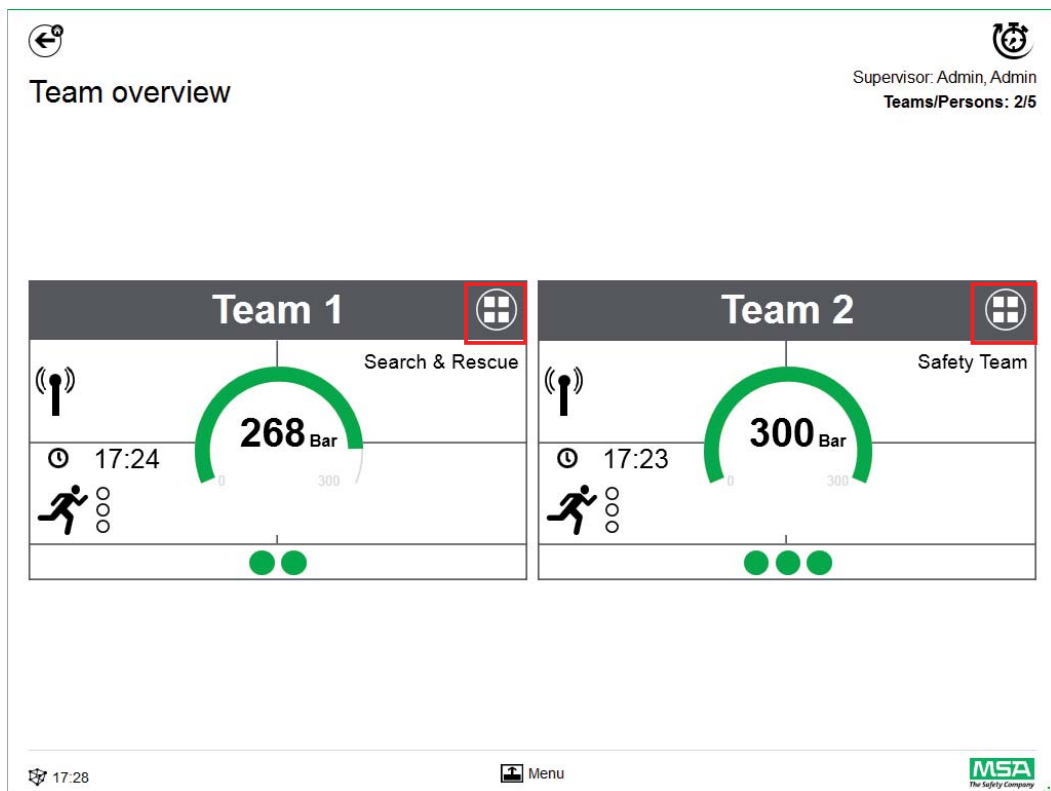 Team overview
Supervisor: Admin, Admin
Teams/Persons: 2/5
Team 1
Search & Rescue
268 Bar
17:24
0
300
Team 2
Safety Team
300 Bar
17:23
0
300
17:28
Menu
MSA
The Safety Company